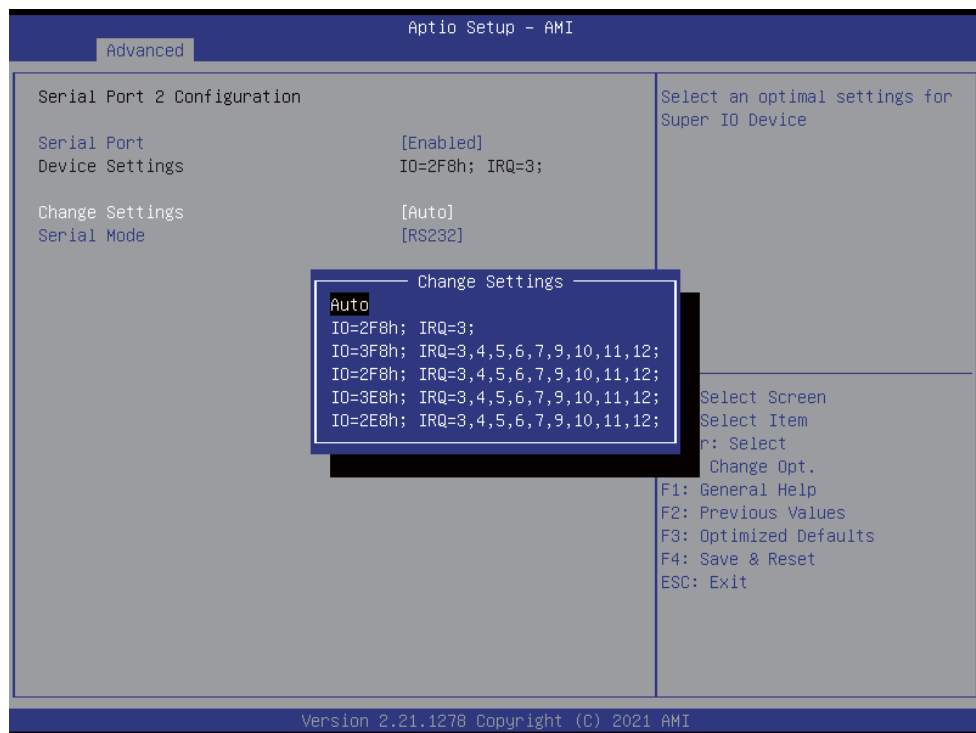 Aptio Setup – AMI
Advanced
Serial Port 2 Configuration
Serial Port [Enabled]
Device Settings IO=2F8h; IRQ=3;
Change Settings [Auto]
Serial Mode [RS232]
Select an optimal settings for
Super IO Device
Change Settings
Auto
IO=2F8h; IRQ=3;
IO=3F8h; IRQ=3,4,5,6,7,9,10,11,12;
IO=2F8h; IRQ=3,4,5,6,7,9,10,11,12;
IO=3E8h; IRQ=3,4,5,6,7,9,10,11,12;
IO=2E8h; IRQ=3,4,5,6,7,9,10,11,12;
Select Screen
Select Item
r: Select
Change Opt.
F1: General Help
F2: Previous Values
F3: Optimized Defaults
F4: Save & Reset
ESC: Exit
Version 2.21.1278 Copyright (C) 2021 AMI